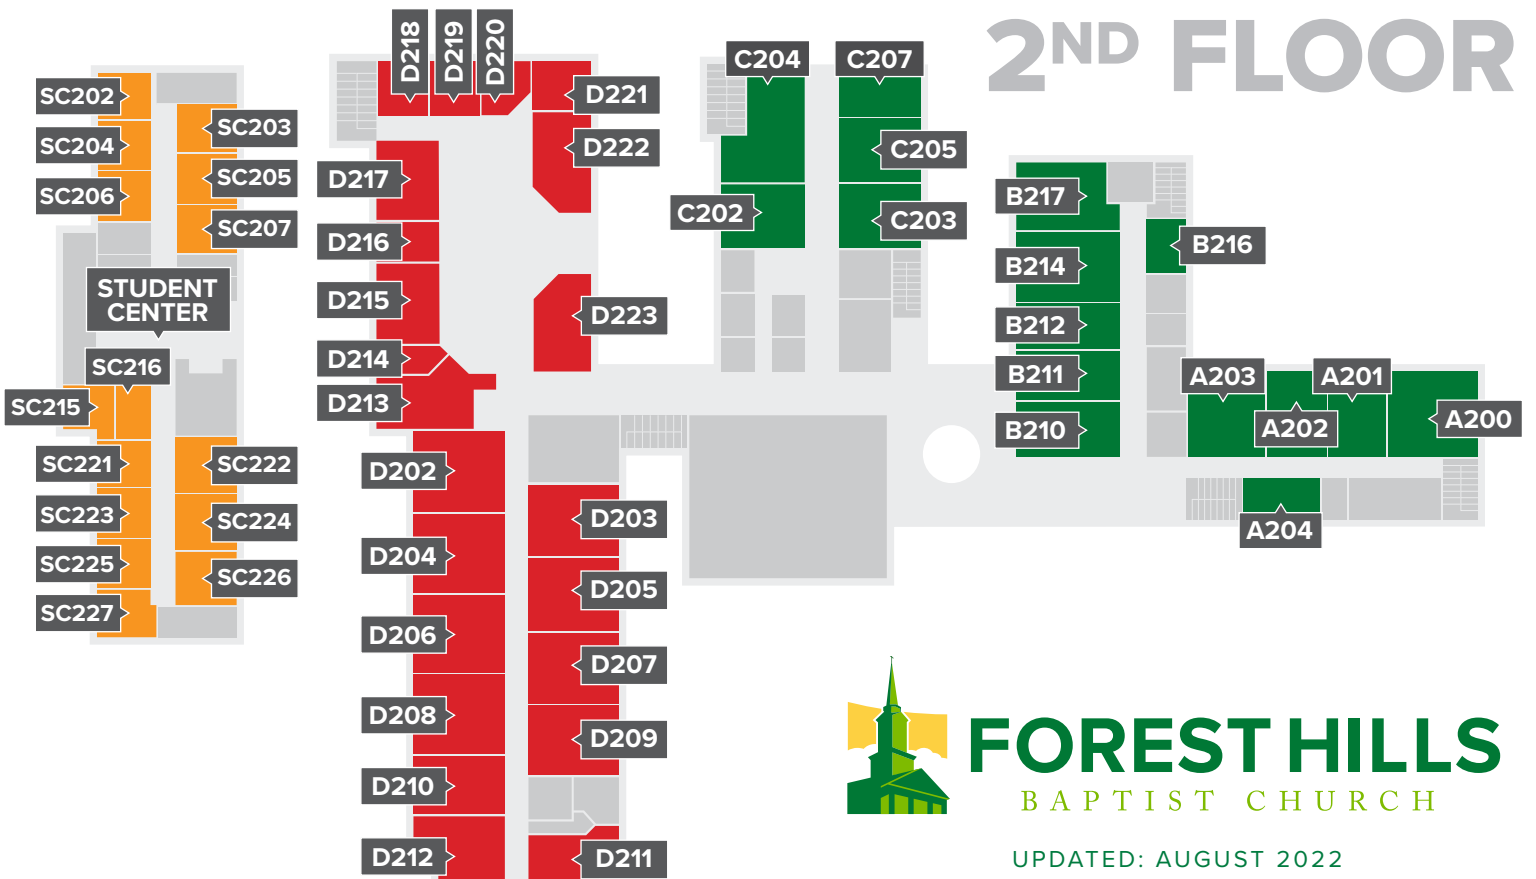 2ND FLOOR
SC202
SC203
SC204
SC205
SC206
SC207
STUDENT
CENTER
SC216
SC215
SC221
SC222
SC223
SC224
SC225
SC226
SC227
D218
D219
D220
D221
D222
D217
D216
D215
D223
D214
D213
D202
D203
D204
D205
D206
D207
D208
D209
D210
D212
D211
C204
C207
C205
C202
C203
B217
B216
B214
B212
B211
B210
A203
A201
A202
A200
A204
FOREST HILLS
BAPTIST CHURCH
UPDATED: AUGUST 2022